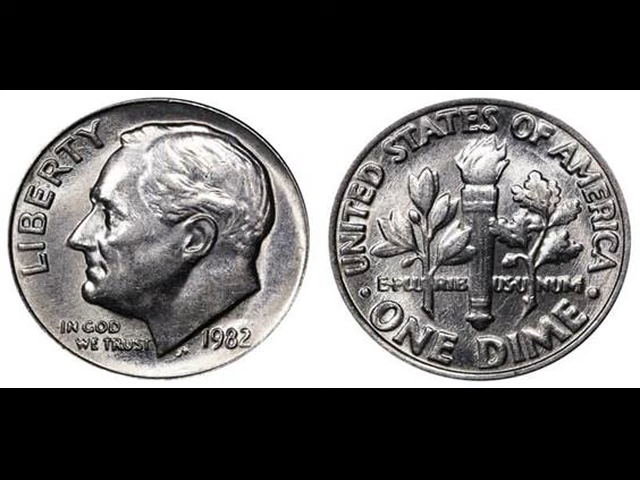 LIBERTY
IN GOD
WE TRUST
1982
UNITED STATES OF AMERICA
E·PLURIBUS·UNUM
· ONE DIME ·